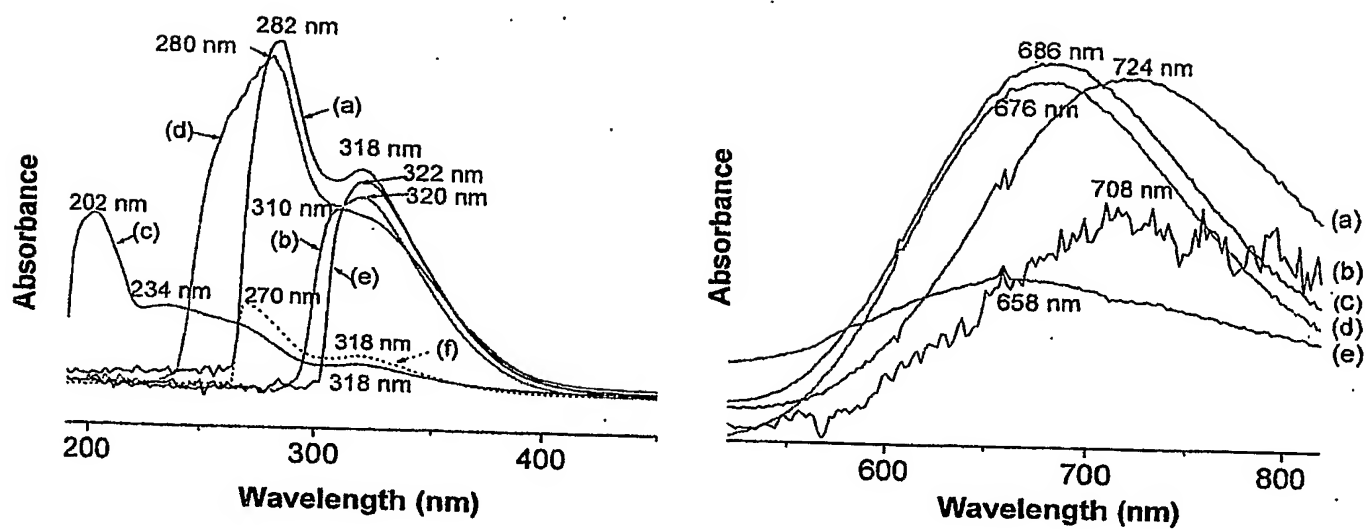 282 nm
280 nm
(a)
(d)
318 nm
322 nm
320 nm
202 nm
310 nm
(c)
(b)
(e)
234 nm
270 nm
318 nm
(f)
318 nm
Absorbance
200
300
400
Wavelength (nm)
686 nm
724 nm
676 nm
708 nm
658 nm
(a)
(b)
(c)
(d)
(e)
Absorbance
600
700
800
Wavelength (nm)